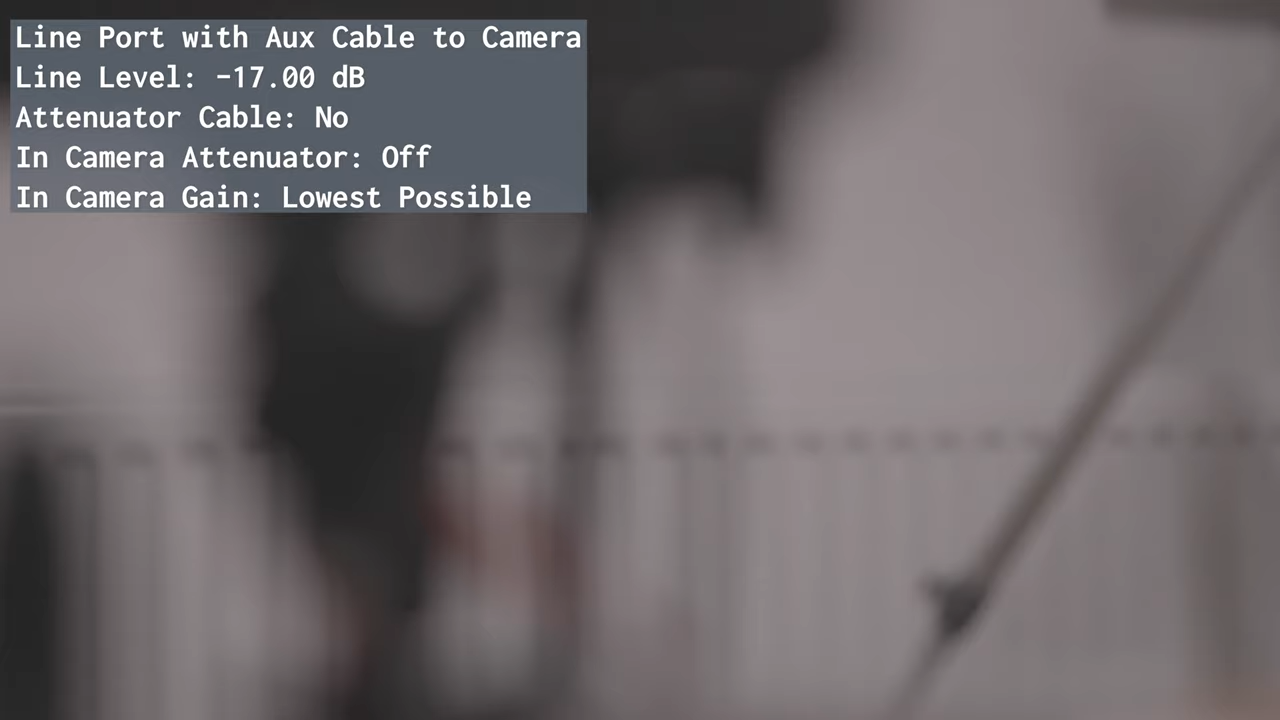 Line Port with Aux Cable to Camera
Line Level: -17.00 dB
Attenuator Cable: No
In Camera Attenuator: Off
In Camera Gain: Lowest Possible